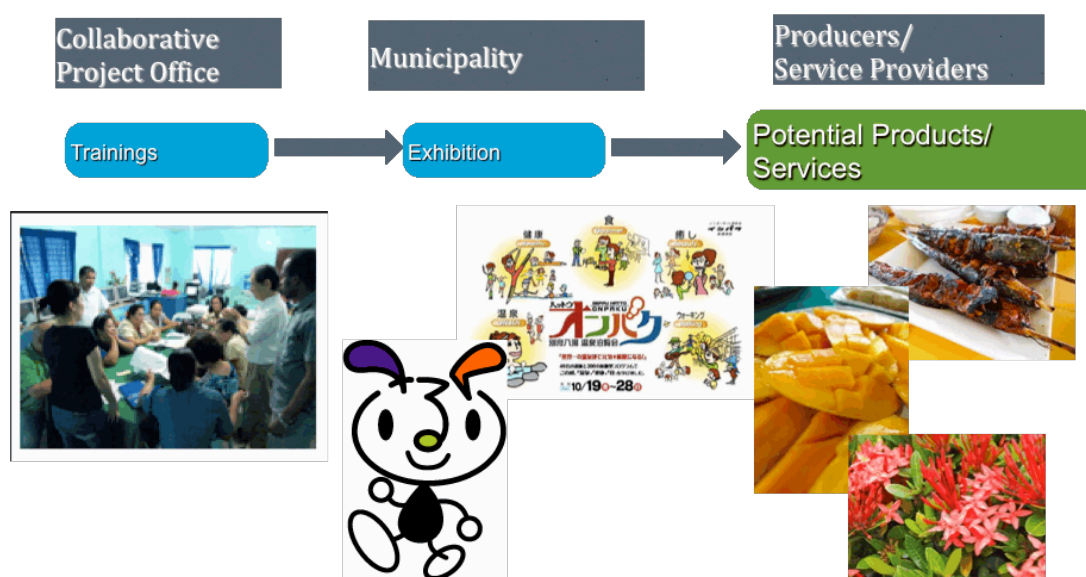 Collaborative
Project Office
Municipality
Producers/
Service Providers
Trainings
Exhibition
Potential Products/
Services
食
健康
癒し
温泉
ウォーキング
オンパク
10/19 28